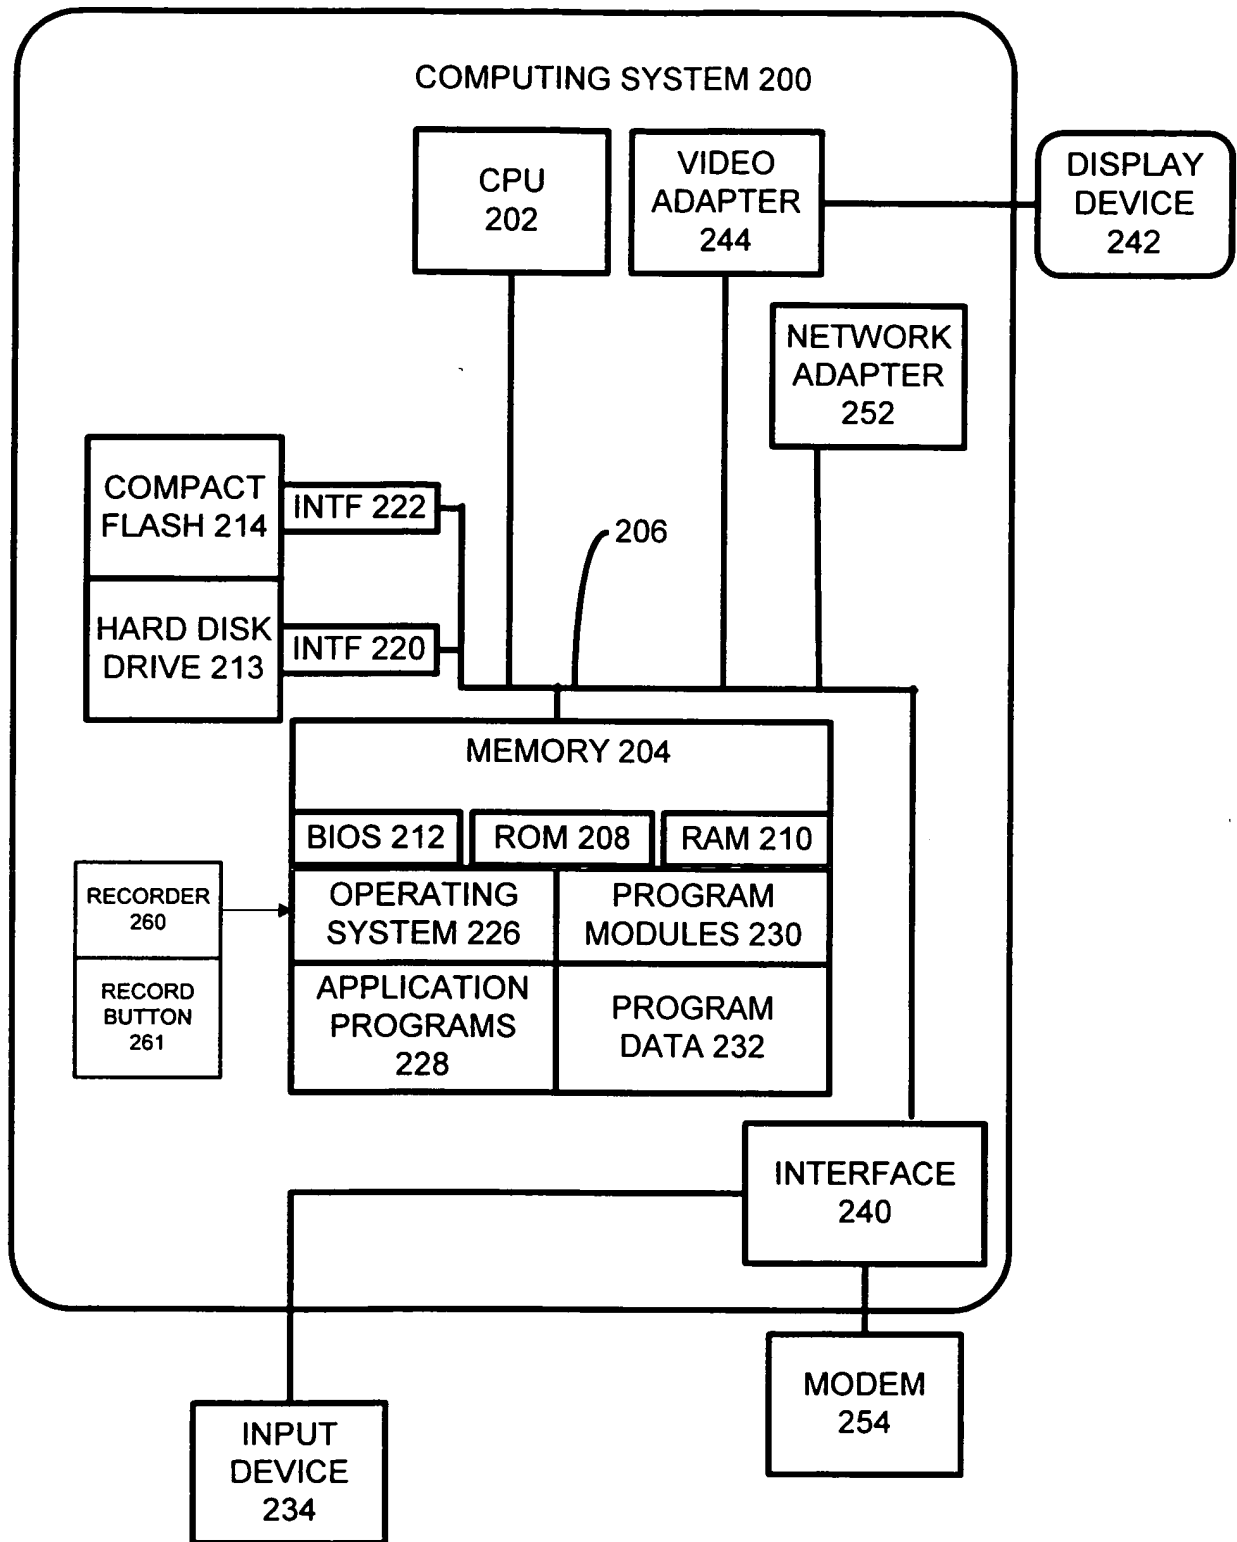 COMPUTING SYSTEM 200
CPU
202
VIDEO
ADAPTER
244
DISPLAY
DEVICE
242
NETWORK
ADAPTER
252
COMPACT
FLASH 214
INTF 222
206
HARD DISK
DRIVE 213
INTF 220
MEMORY 204
BIOS 212
ROM 208
RAM 210
RECORDER
260
OPERATING
SYSTEM 226
PROGRAM
MODULES 230
RECORD
BUTTON
261
APPLICATION
PROGRAMS
228
PROGRAM
DATA 232
INTERFACE
240
MODEM
254
INPUT
DEVICE
234